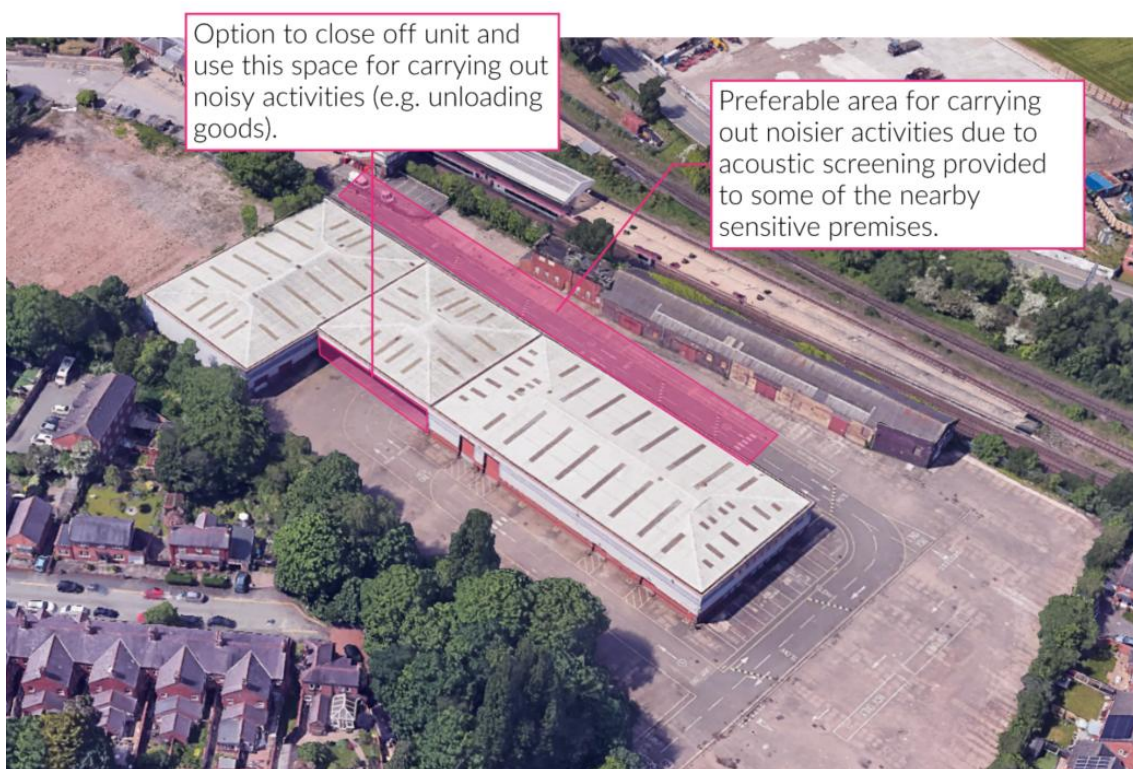 Option to close off unit and
use this space for carrying out
noisy activities (e.g. unloading
goods).
Preferable area for carrying
out noisier activities due to
acoustic screening provided
to some of the nearby
sensitive premises.